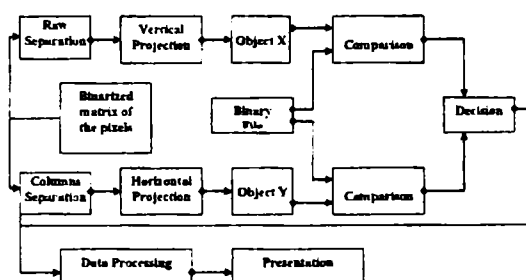 Raw
Separation
Vertical
Projection
Object X
Comparison
Binarized
matrix of
the pixels
Binary
File
Decision
Columns
Separation
Horizontal
Projection
Object Y
Comparison
Data Processing
Presentation